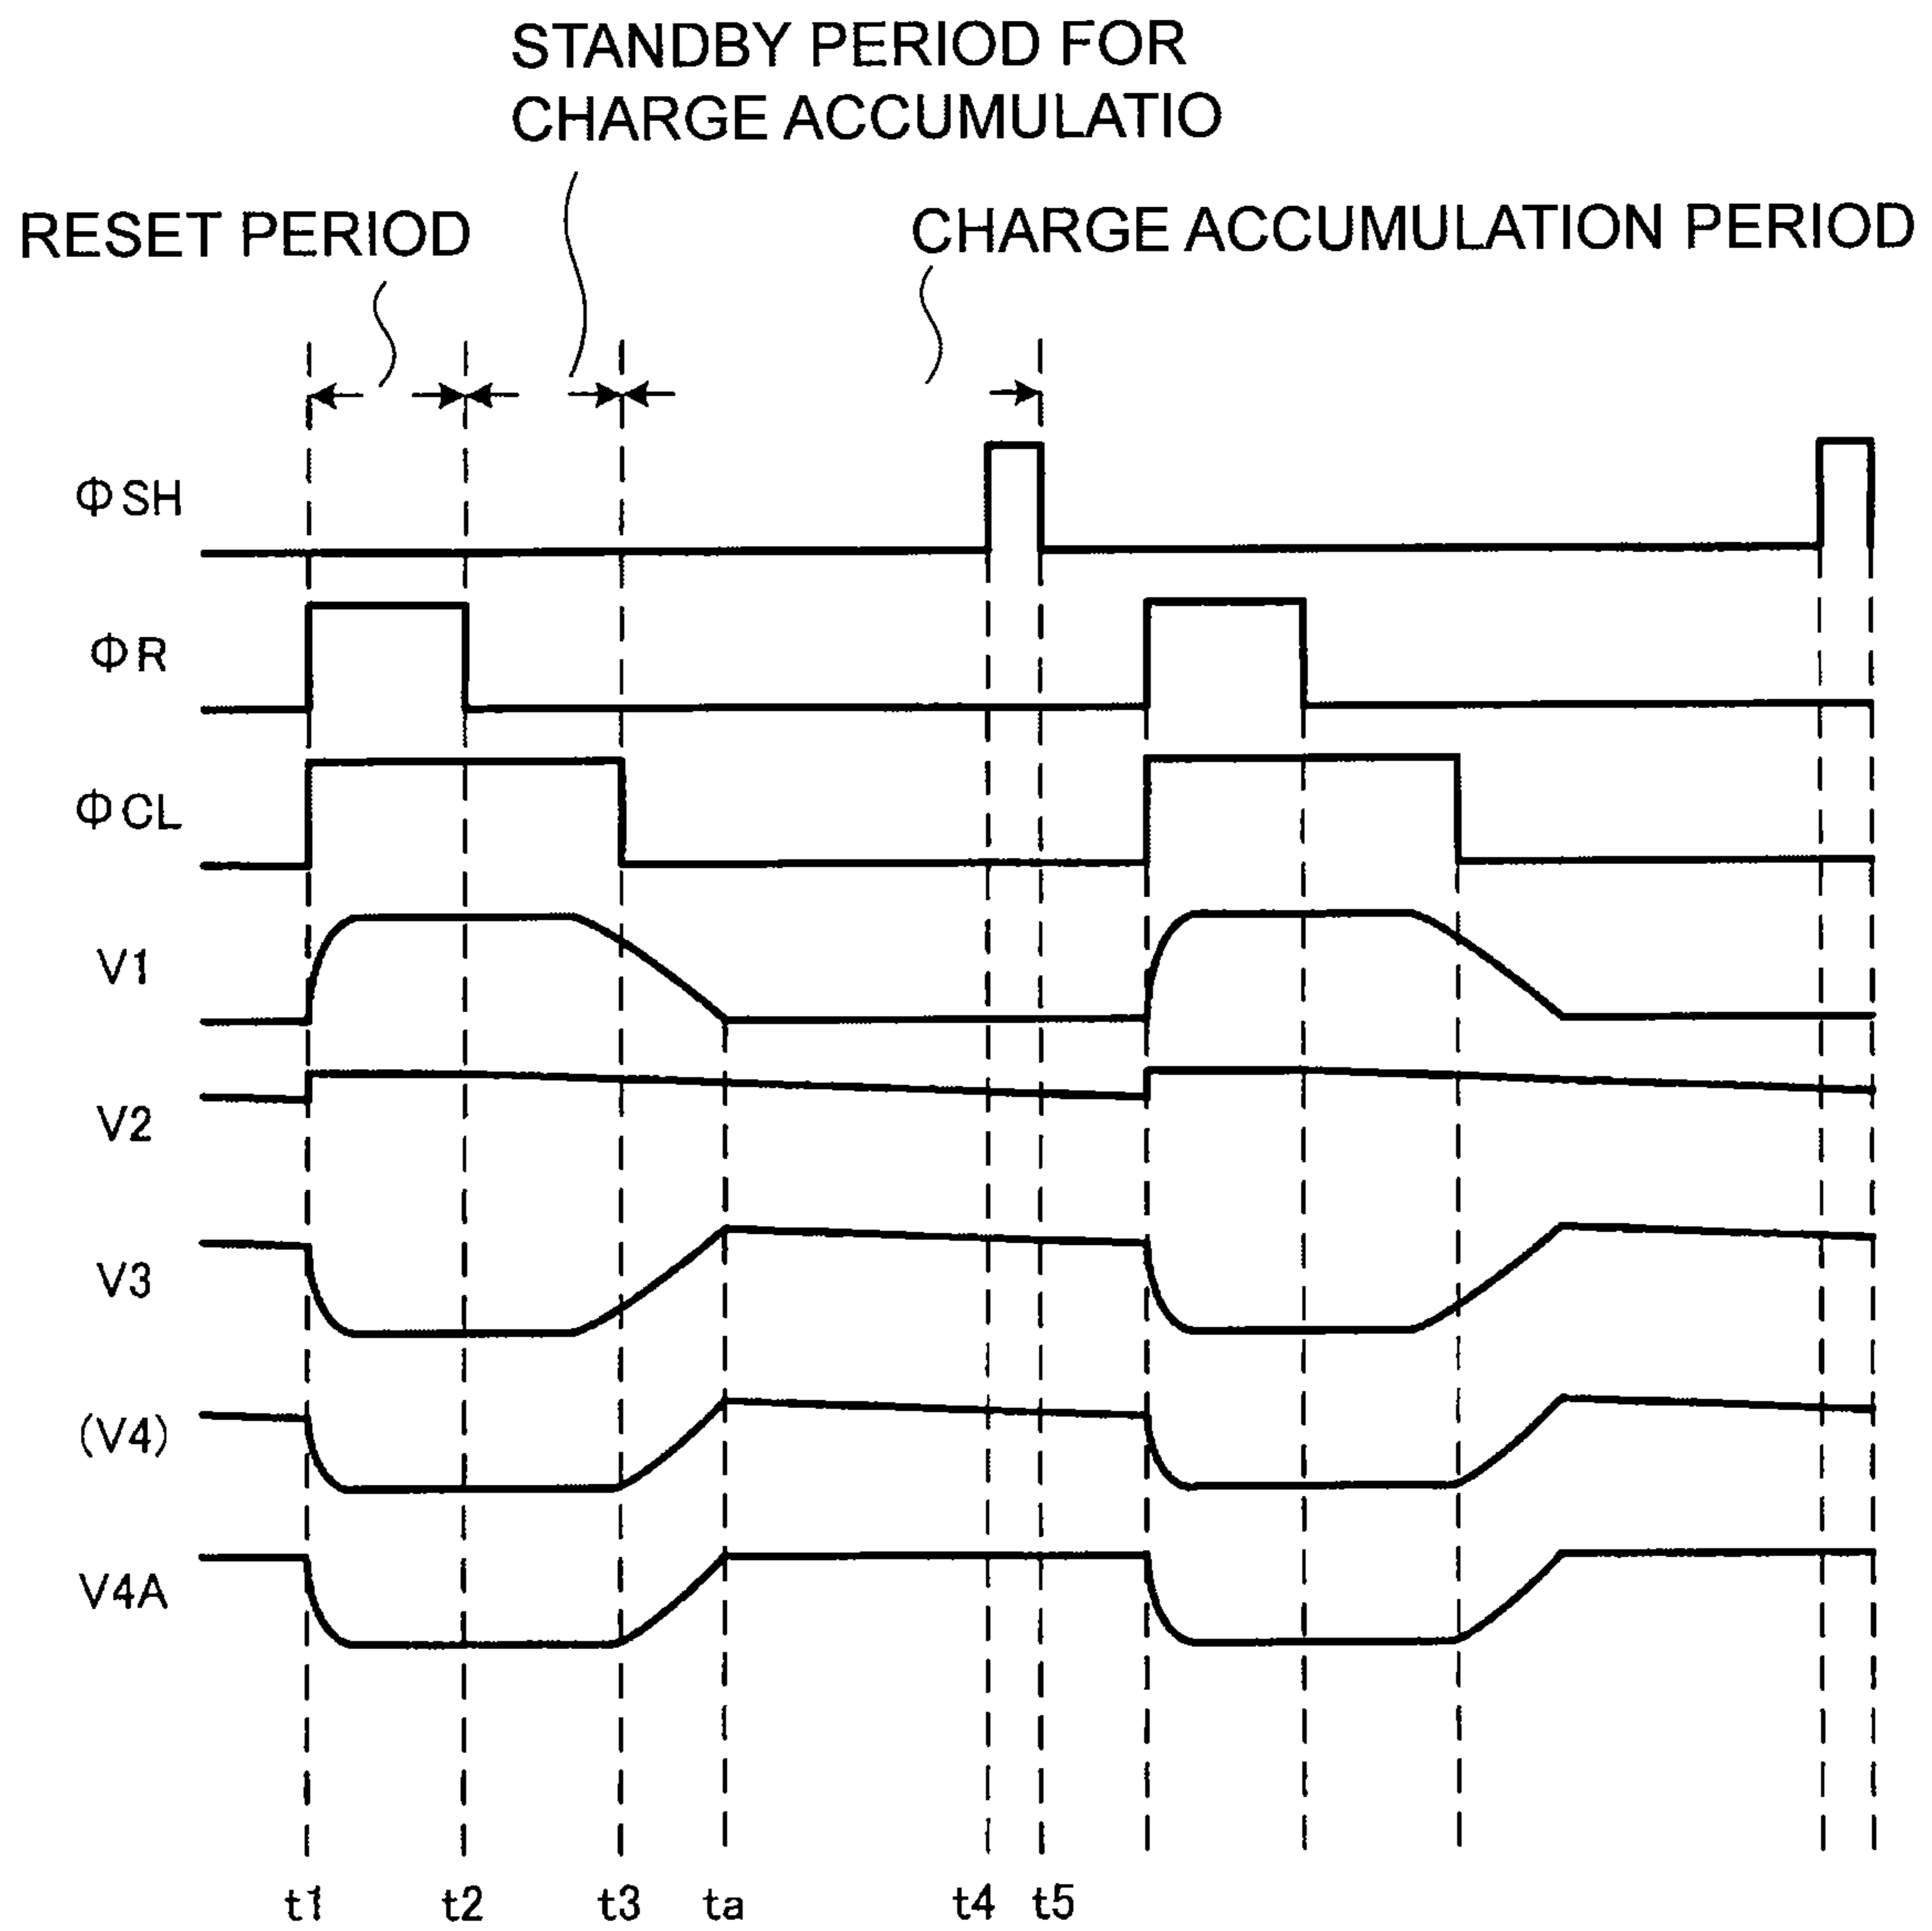 STANDBY PERIOD FOR
CHARGE ACCUMULATIO
RESET PERIOD
CHARGE ACCUMULATION PERIOD
ΦSH
ΦR
ΦCL
V1
V2
V3
(V4)
V4A
t1 t2 t3 ta t4 t5